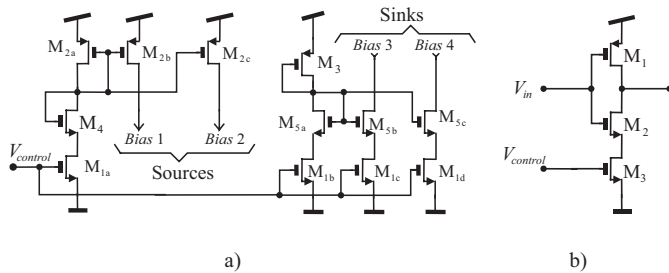 Sinks
M2a
M2b
M2c
Bias 3
Bias 4
M3
M1
Vin
M4
M5a
M5b
M5c
M2
Bias 1
Bias 2
Vcontrol
M1a
Sources
M1b
M1c
M1d
Vcontrol
M3
a)
b)